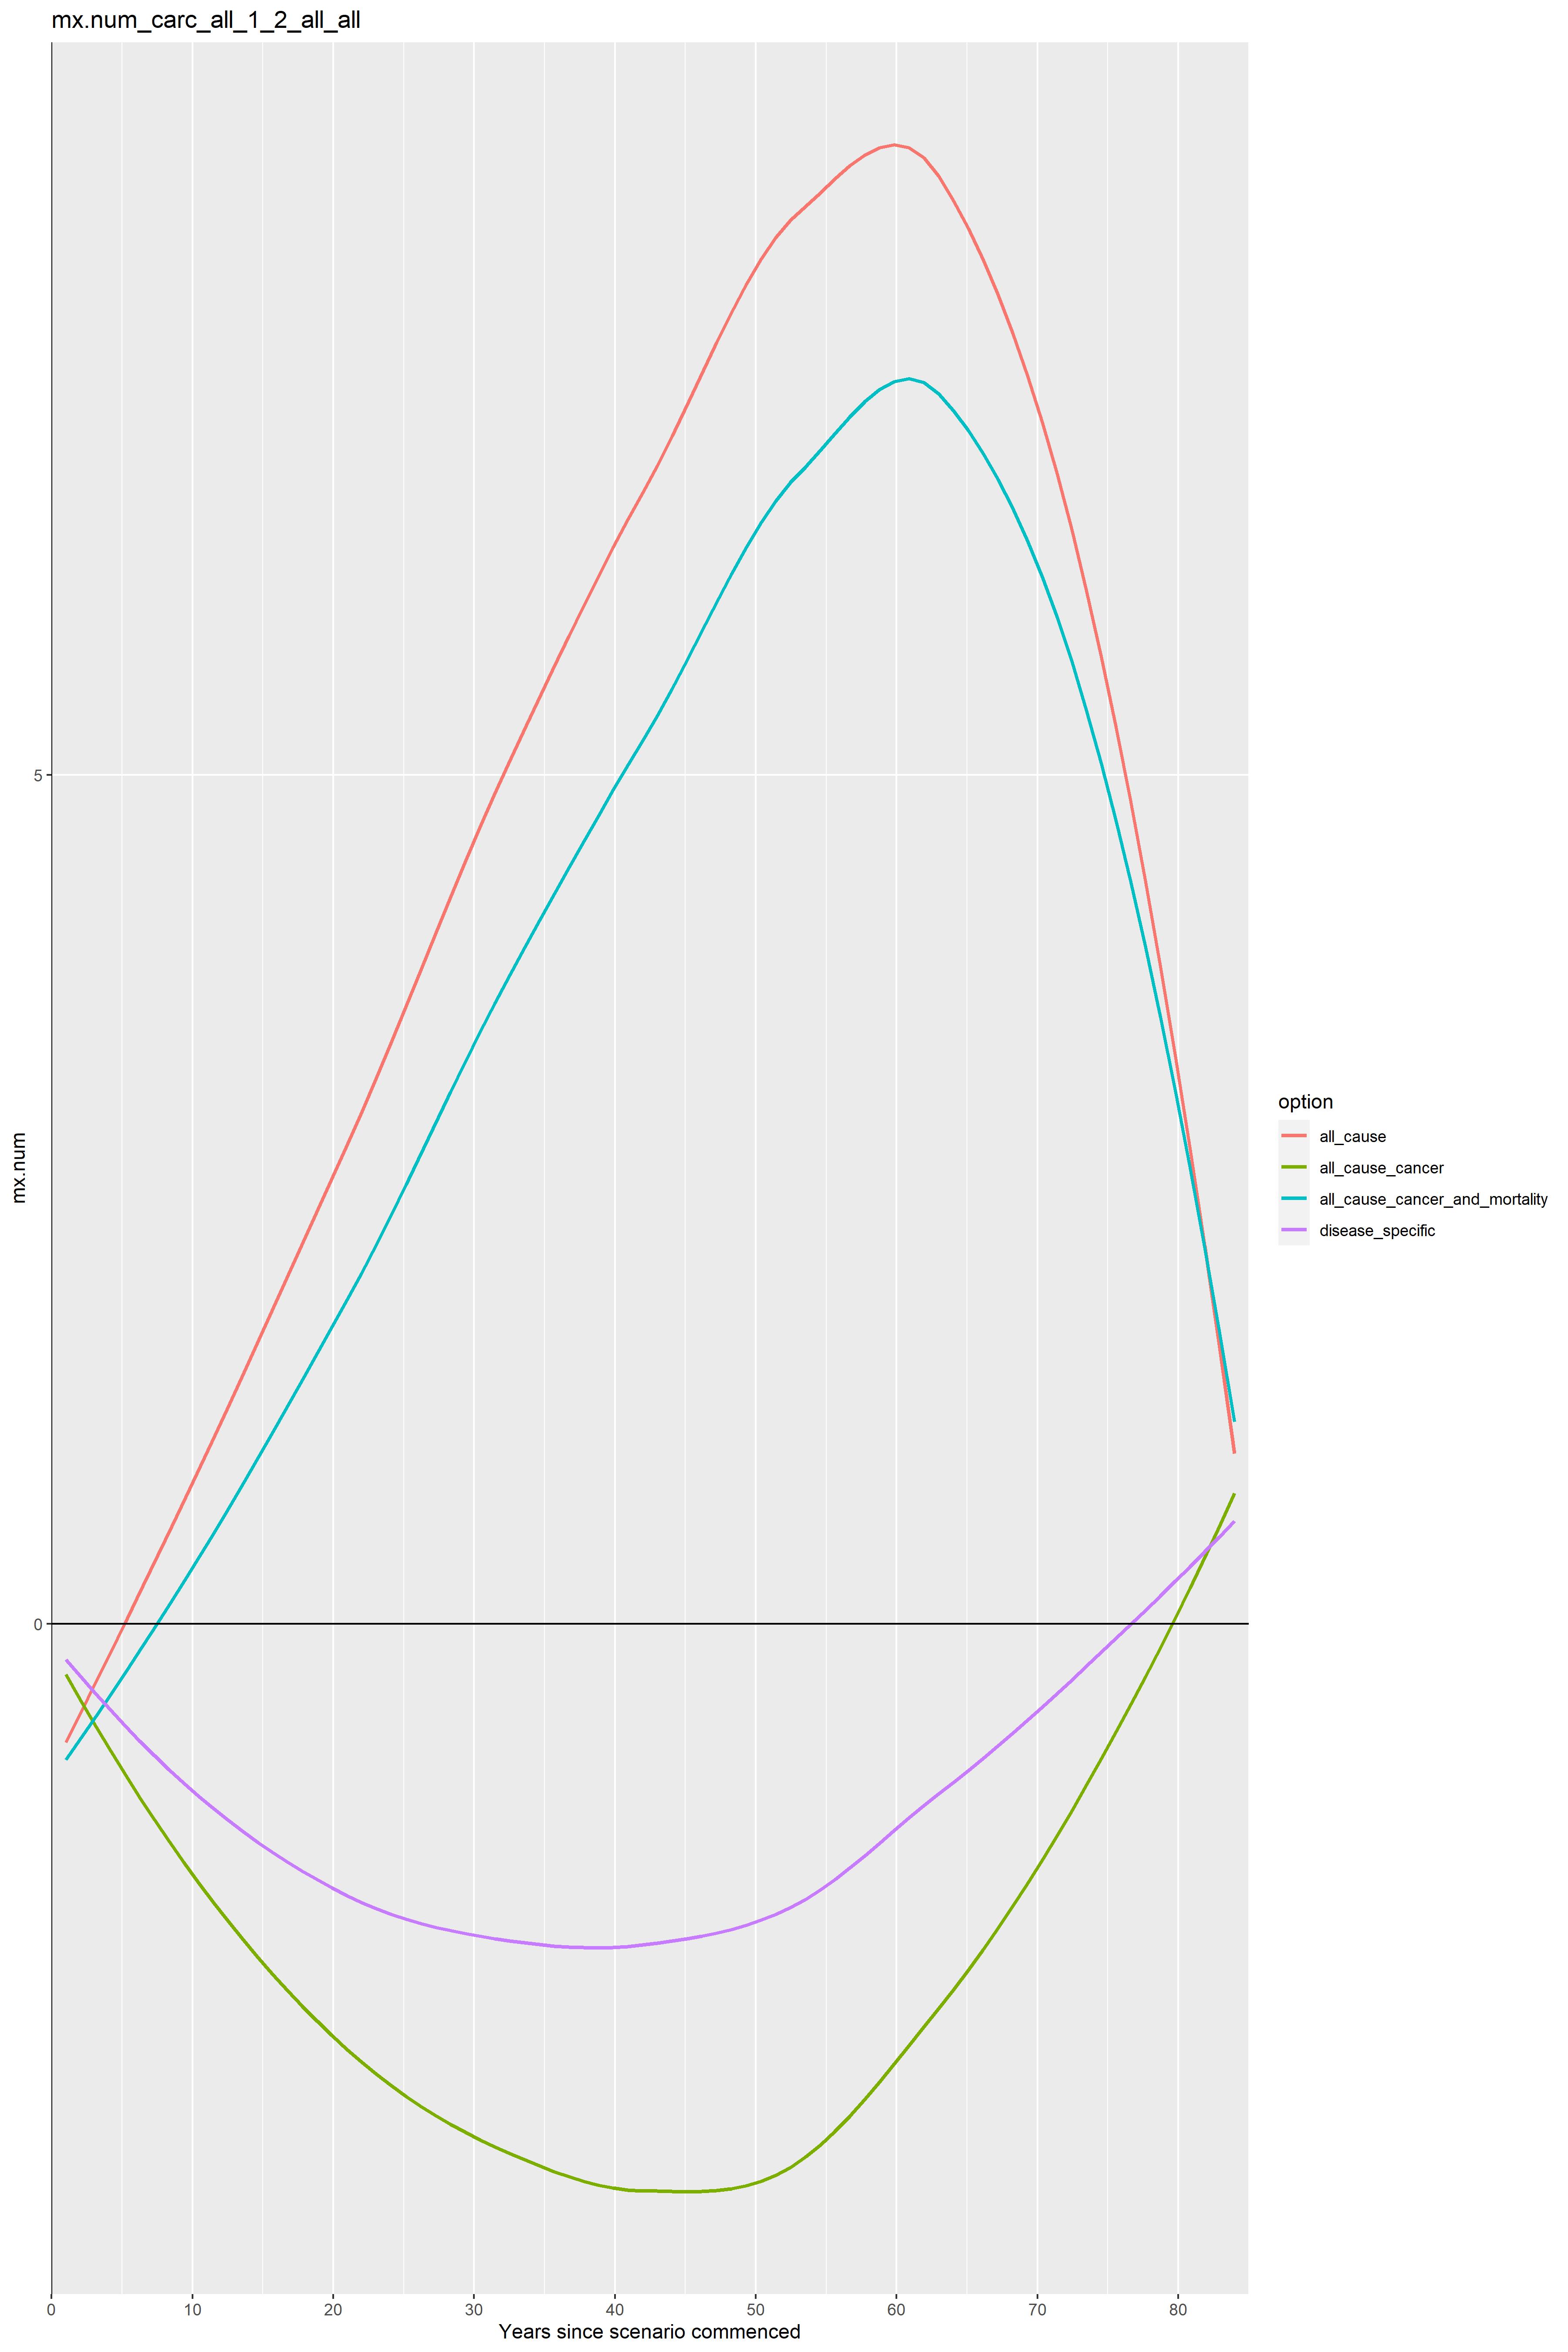 mx.num_carc_all_1_2_all_all
mx.num
5
0
0 10 20 30 40 50 60 70 80
Years since scenario commenced
option
all_cause
all_cause_cancer
all_cause_cancer_and_mortality
disease_specific